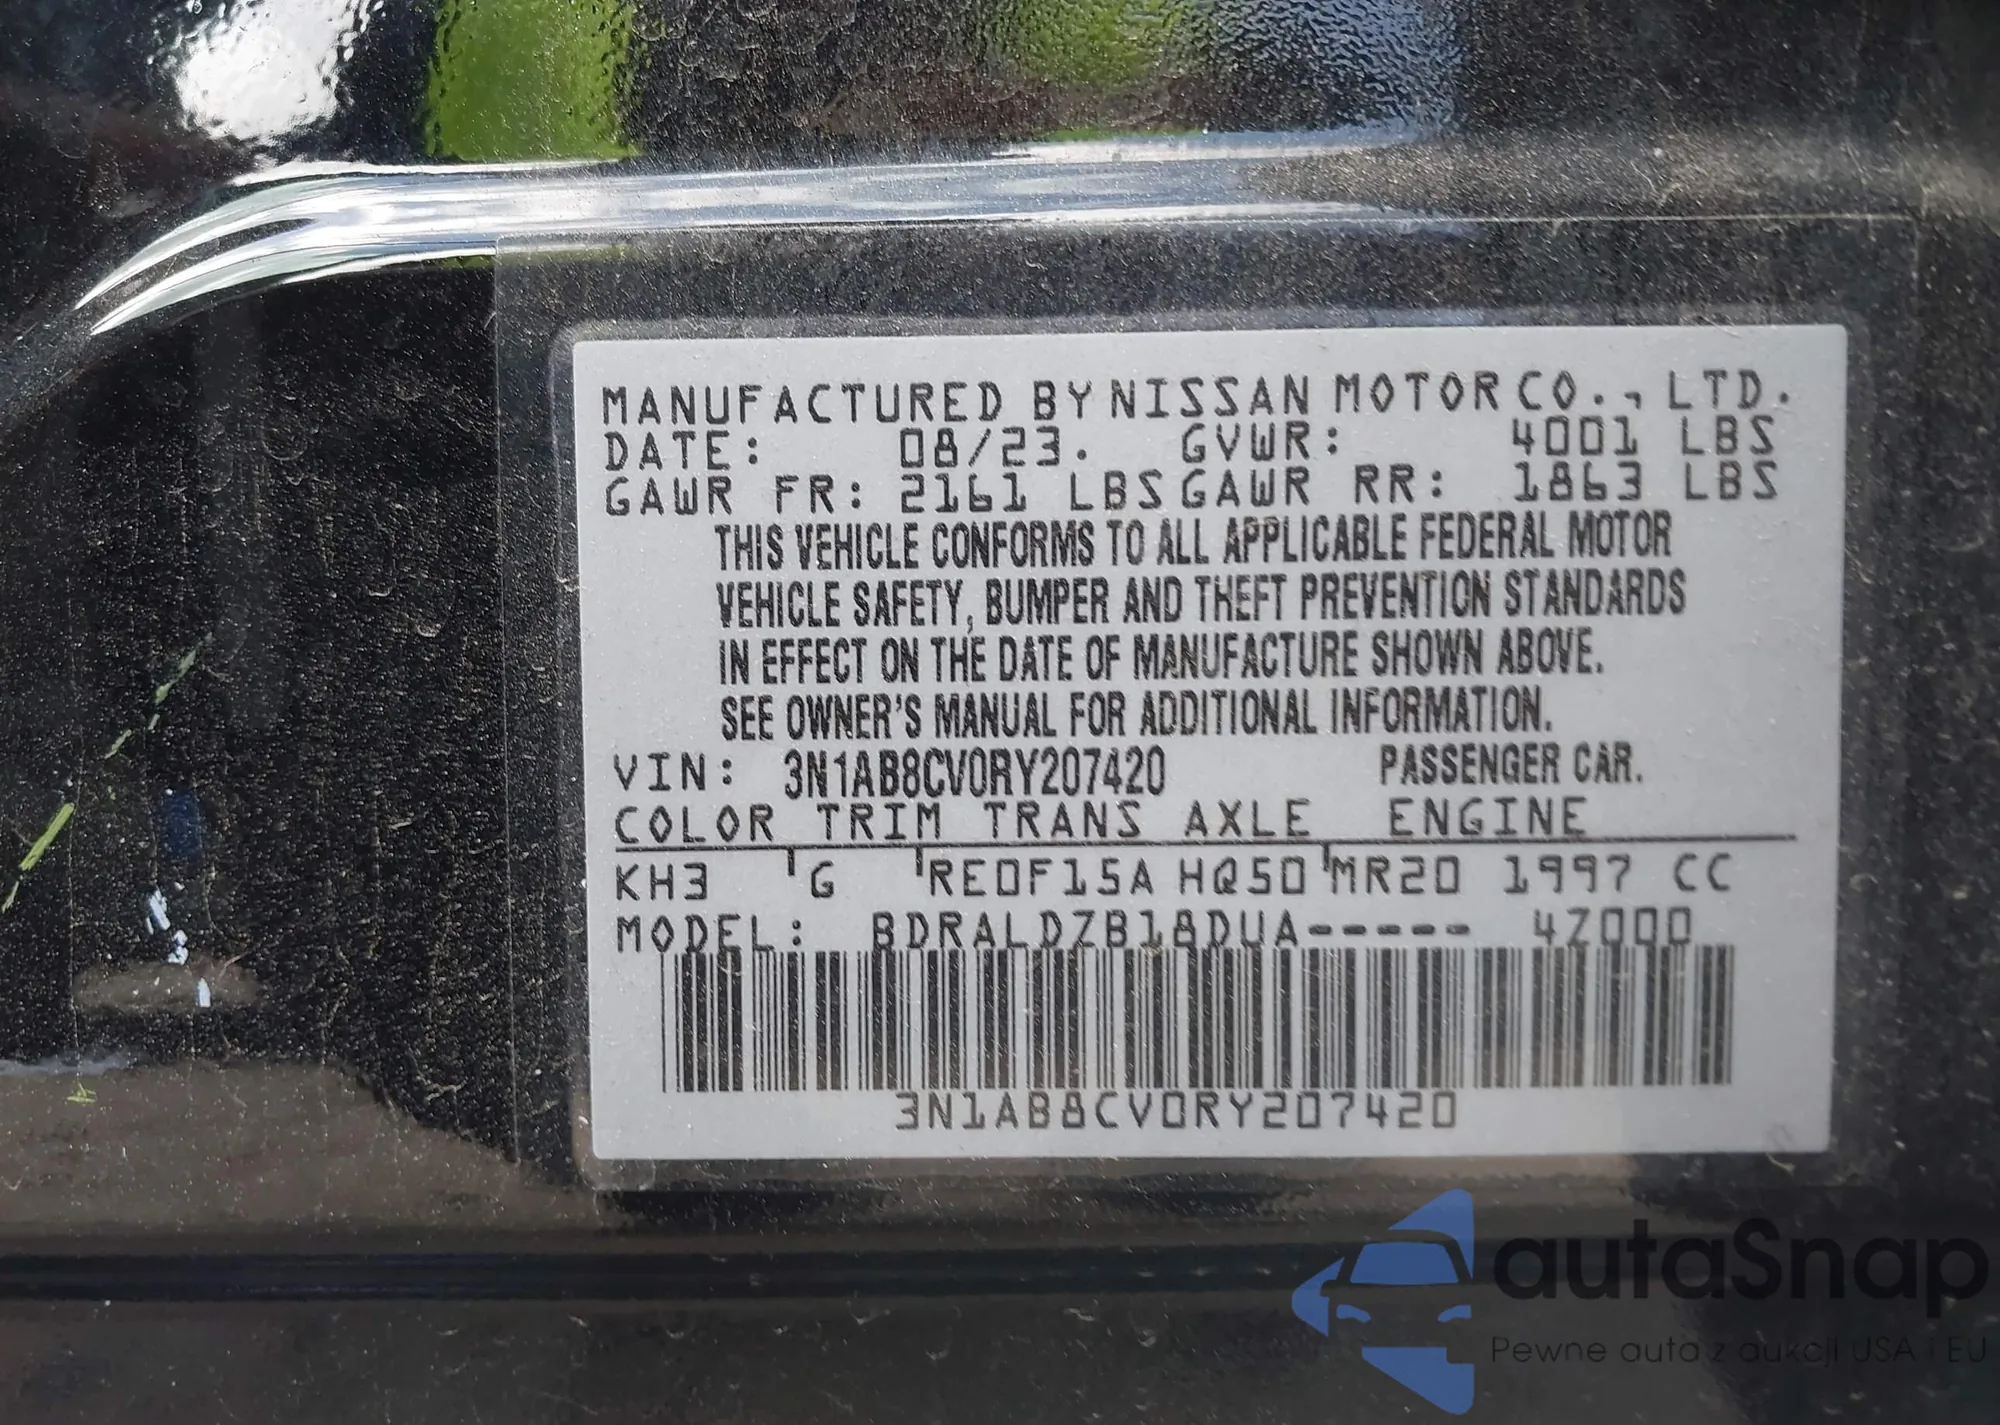 MANUFACTURED BY NISSAN MOTOR CO., LTD.
DATE: 08/23. GVWR: 4001 LBS
GAWR FR: 2161 LBS GAWR RR: 1863 LBS
THIS VEHICLE CONFORMS TO ALL APPLICABLE FEDERAL MOTOR
VEHICLE SAFETY, BUMPER AND THEFT PREVENTION STANDARDS
IN EFFECT ON THE DATE OF MANUFACTURE SHOWN ABOVE.
SEE OWNER'S MANUAL FOR ADDITIONAL INFORMATION.
VIN: 3N1AB8CV0RY207420 PASSENGER CAR.
COLOR TRIM TRANS AXLE ENGINE
KH3 G RE0F15A HQ50 MR20 1997 CC
MODEL: BDRALDZB18DUA----- 4Z000
3N1AB8CV0RY207420
autaSnap
Pewne auta z aukcji USA i EU